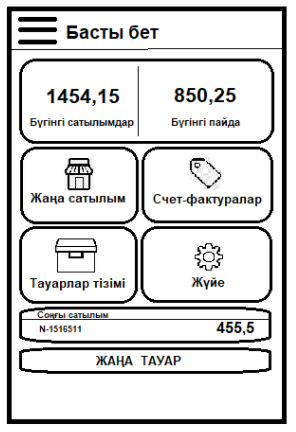 Басты бет
1454,15 850,25
Бүгінгі сатылымдар Бүгінгі пайда
Жаңа сатылым Счет-фактуралар
Тауарлар тізімі Жүйе
Соңғы сатылым
N-1516511 455,5
ЖАҢА ТАУАР